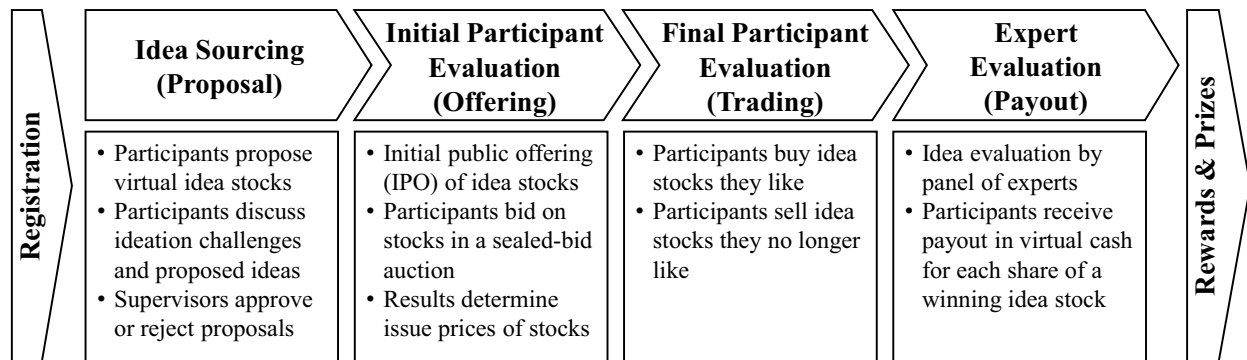 Registration
Idea Sourcing
(Proposal)
• Participants propose
virtual idea stocks
• Participants discuss
ideation challenges
and proposed ideas
• Supervisors approve
or reject proposals
Initial Participant
Evaluation
(Offering)
• Initial public offering
(IPO) of idea stocks
• Participants bid on
stocks in a sealed-bid
auction
• Results determine
issue prices of stocks
Final Participant
Evaluation
(Trading)
• Participants buy idea
stocks they like
• Participants sell idea
stocks they no longer
like
Expert
Evaluation
(Payout)
• Idea evaluation by
panel of experts
• Participants receive
payout in virtual cash
for each share of a
winning idea stock
Rewards & Prizes